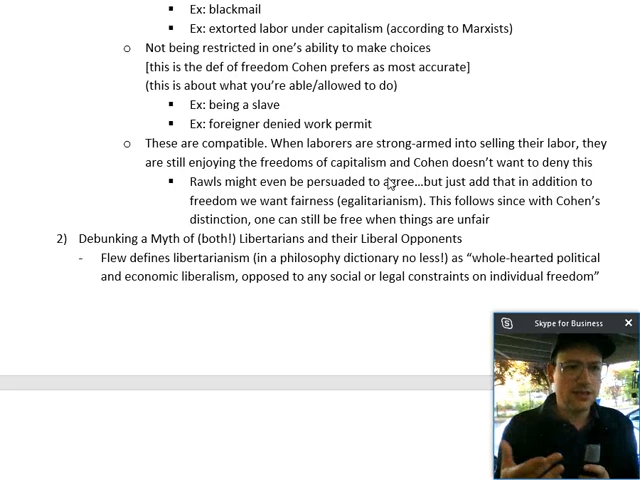 ▪ Ex: blackmail
▪ Ex: extorted labor under capitalism (according to Marxists)
o Not being restricted in one's ability to make choices
[this is the def of freedom Cohen prefers as most accurate]
(this is about what you're able/allowed to do)
▪ Ex: being a slave
▪ Ex: foreigner denied work permit
o These are compatible. When laborers are strong-armed into selling their labor, they
are still enjoying the freedoms of capitalism and Cohen doesn't want to deny this
▪ Rawls might even be persuaded to agree…but just add that in addition to
freedom we want fairness (egalitarianism). This follows since with Cohen's
distinction, one can still be free when things are unfair
2) Debunking a Myth of (both!) Libertarians and their Liberal Opponents
- Flew defines libertarianism (in a philosophy dictionary no less!) as "whole-hearted political
and economic liberalism, opposed to any social or legal constraints on individual freedom"
S Skype for Business ×